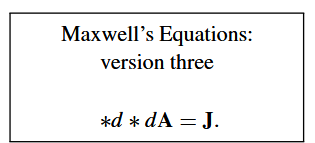 Maxwell's Equations:
version three
∗d ∗ dA = J.